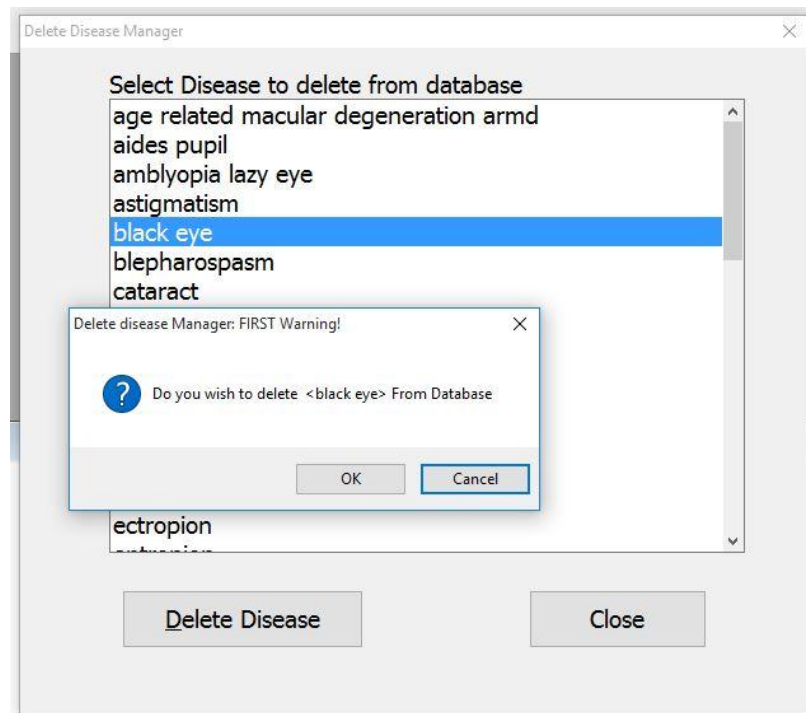 Delete Disease Manager
Select Disease to delete from database
age related macular degeneration armd
aides pupil
amblyopia lazy eye
astigmatism
black eye
blepharospasm
cataract
Delete disease Manager: FIRST Warning!
Do you wish to delete <black eye> From Database
OK Cancel
ectropion
Delete Disease Close